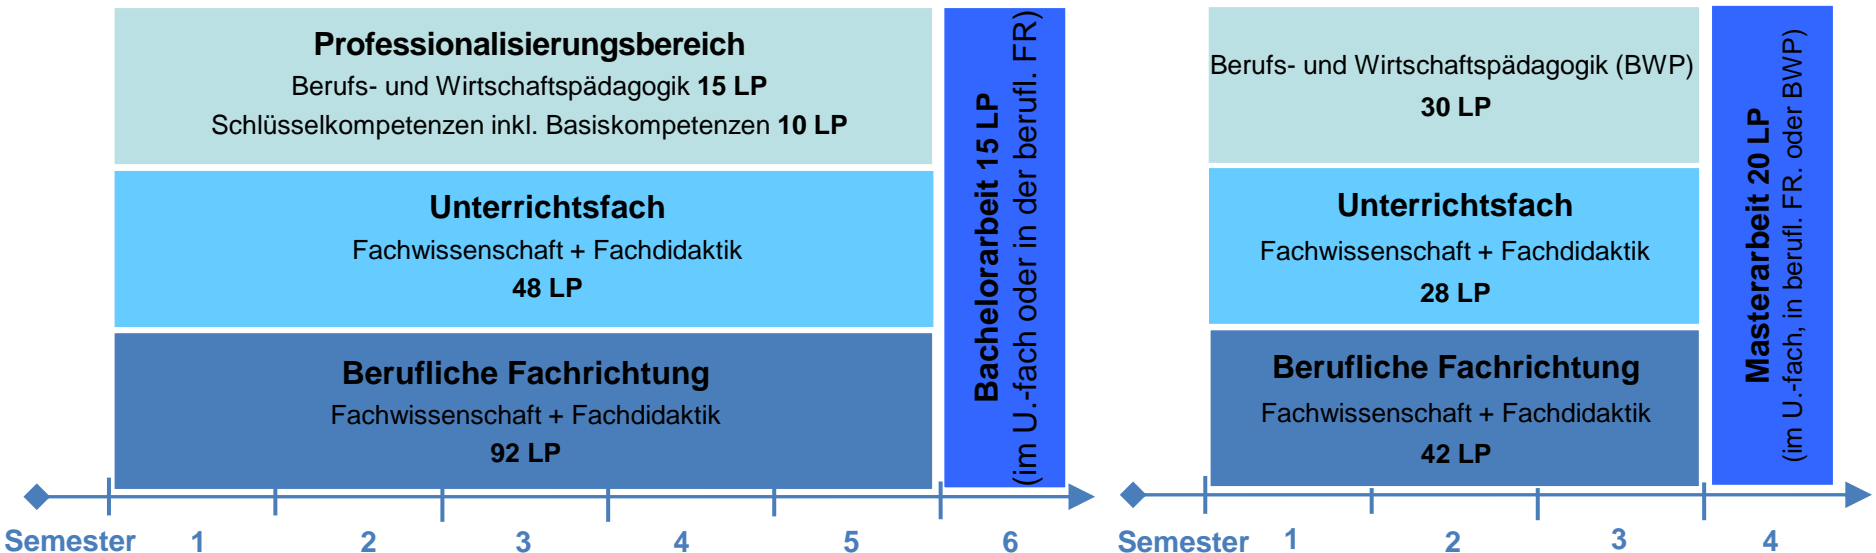 Professionalisierungsbereich
Berufs- und Wirtschaftspädagogik 15 LP
Schlüsselkompetenzen inkl. Basiskompetenzen 10 LP
Unterrichtsfach
Fachwissenschaft + Fachdidaktik
48 LP
Berufliche Fachrichtung
Fachwissenschaft + Fachdidaktik
92 LP
Bachelorarbeit 15 LP
(im U.-fach oder in der berufl. FR)
Semester 1 2 3 4 5 6
Berufs- und Wirtschaftspädagogik (BWP)
30 LP
Unterrichtsfach
Fachwissenschaft + Fachdidaktik
28 LP
Berufliche Fachrichtung
Fachwissenschaft + Fachdidaktik
42 LP
Masterarbeit 20 LP
(im U.-fach, in berufl. FR. oder BWP)
Semester 1 2 3 4